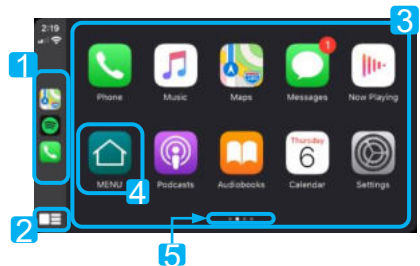 2:19
1
2
3
1
Phone
Music
Maps
Messages
Now Playing
Thursday
6
MENU
4
Podcasts
Audiobooks
Calendar
Settings
5